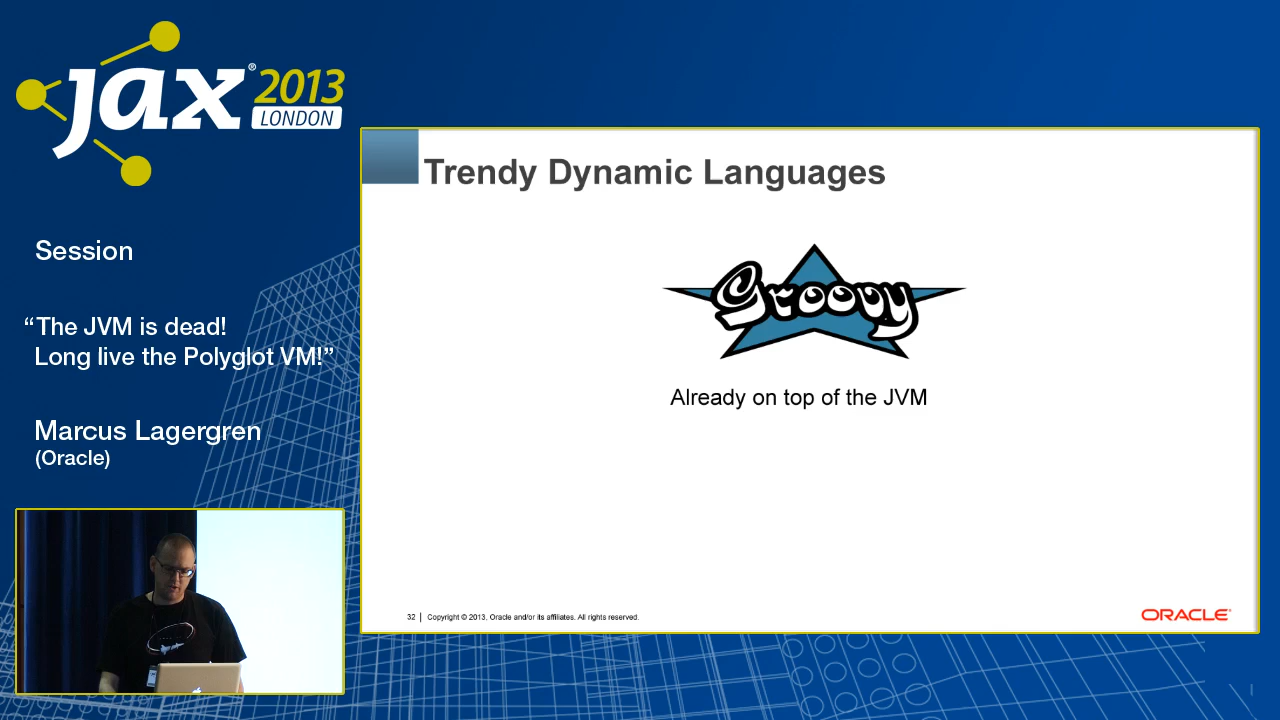 jax® 2013
LONDON
Session
“The JVM is dead!
Long live the Polyglot VM!”
Marcus Lagergren
(Oracle)
Trendy Dynamic Languages
Groovy
Already on top of the JVM
32 | Copyright © 2013, Oracle and/or its affiliates. All rights reserved.
ORACLE®